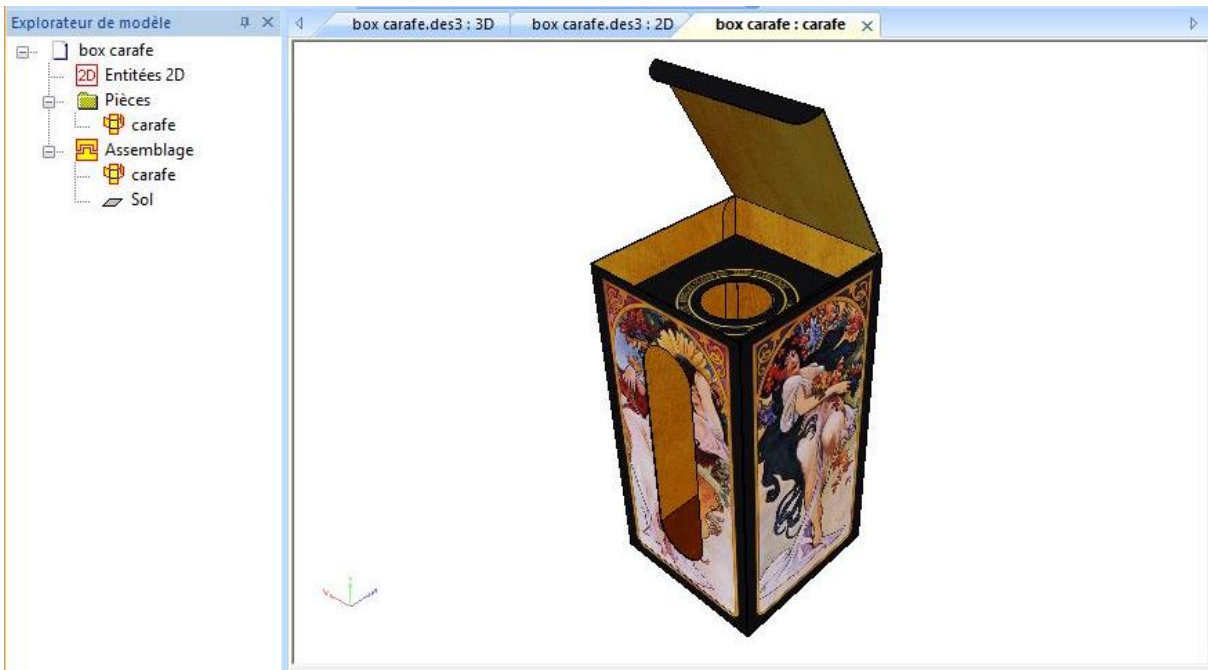 Explorateur de modèle
box carafe.des3 : 3D
box carafe.des3 : 2D
box carafe : carafe
box carafe
2D Entitées 2D
Pièces
carafe
Assemblage
carafe
Sol